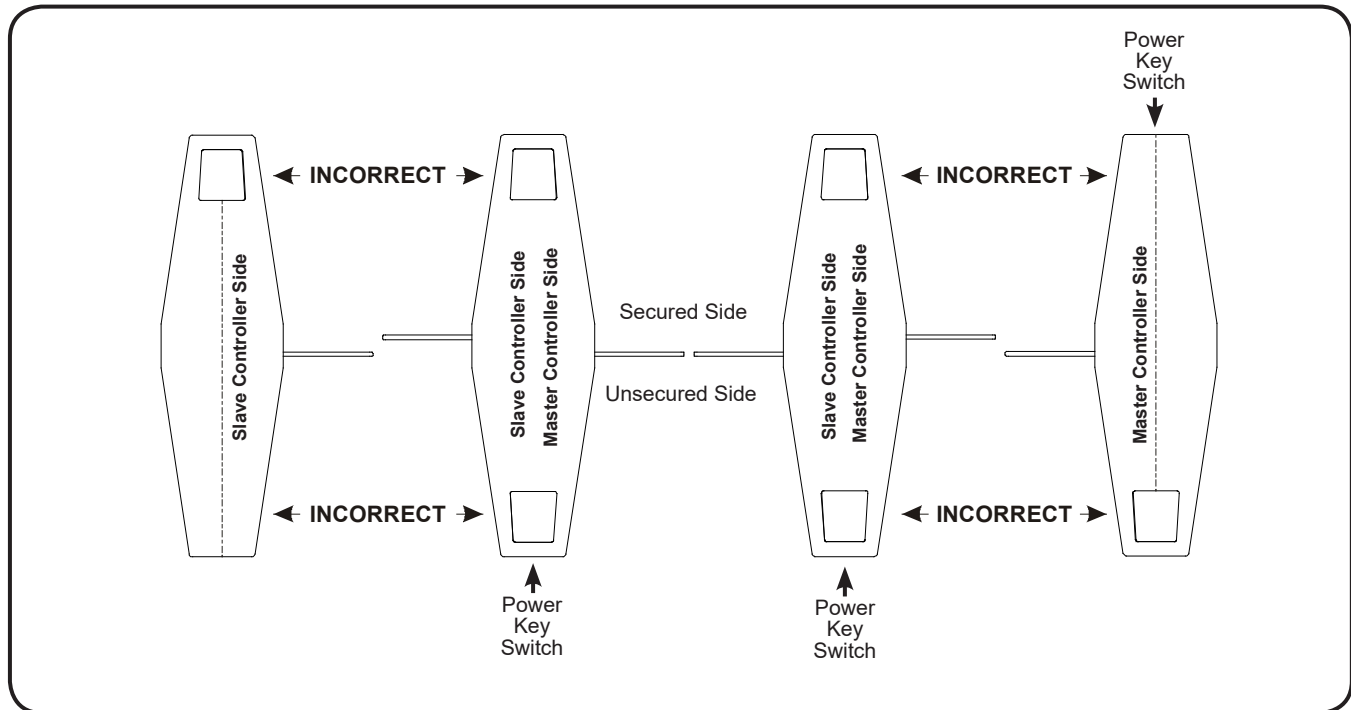 Power
Key
Switch
INCORRECT
INCORRECT
Slave Controller Side
Slave Controller Side
Master Controller Side
Secured Side
Unsecured Side
Slave Controller Side
Master Controller Side
Master Controller Side
INCORRECT
INCORRECT
Power
Key
Switch
Power
Key
Switch